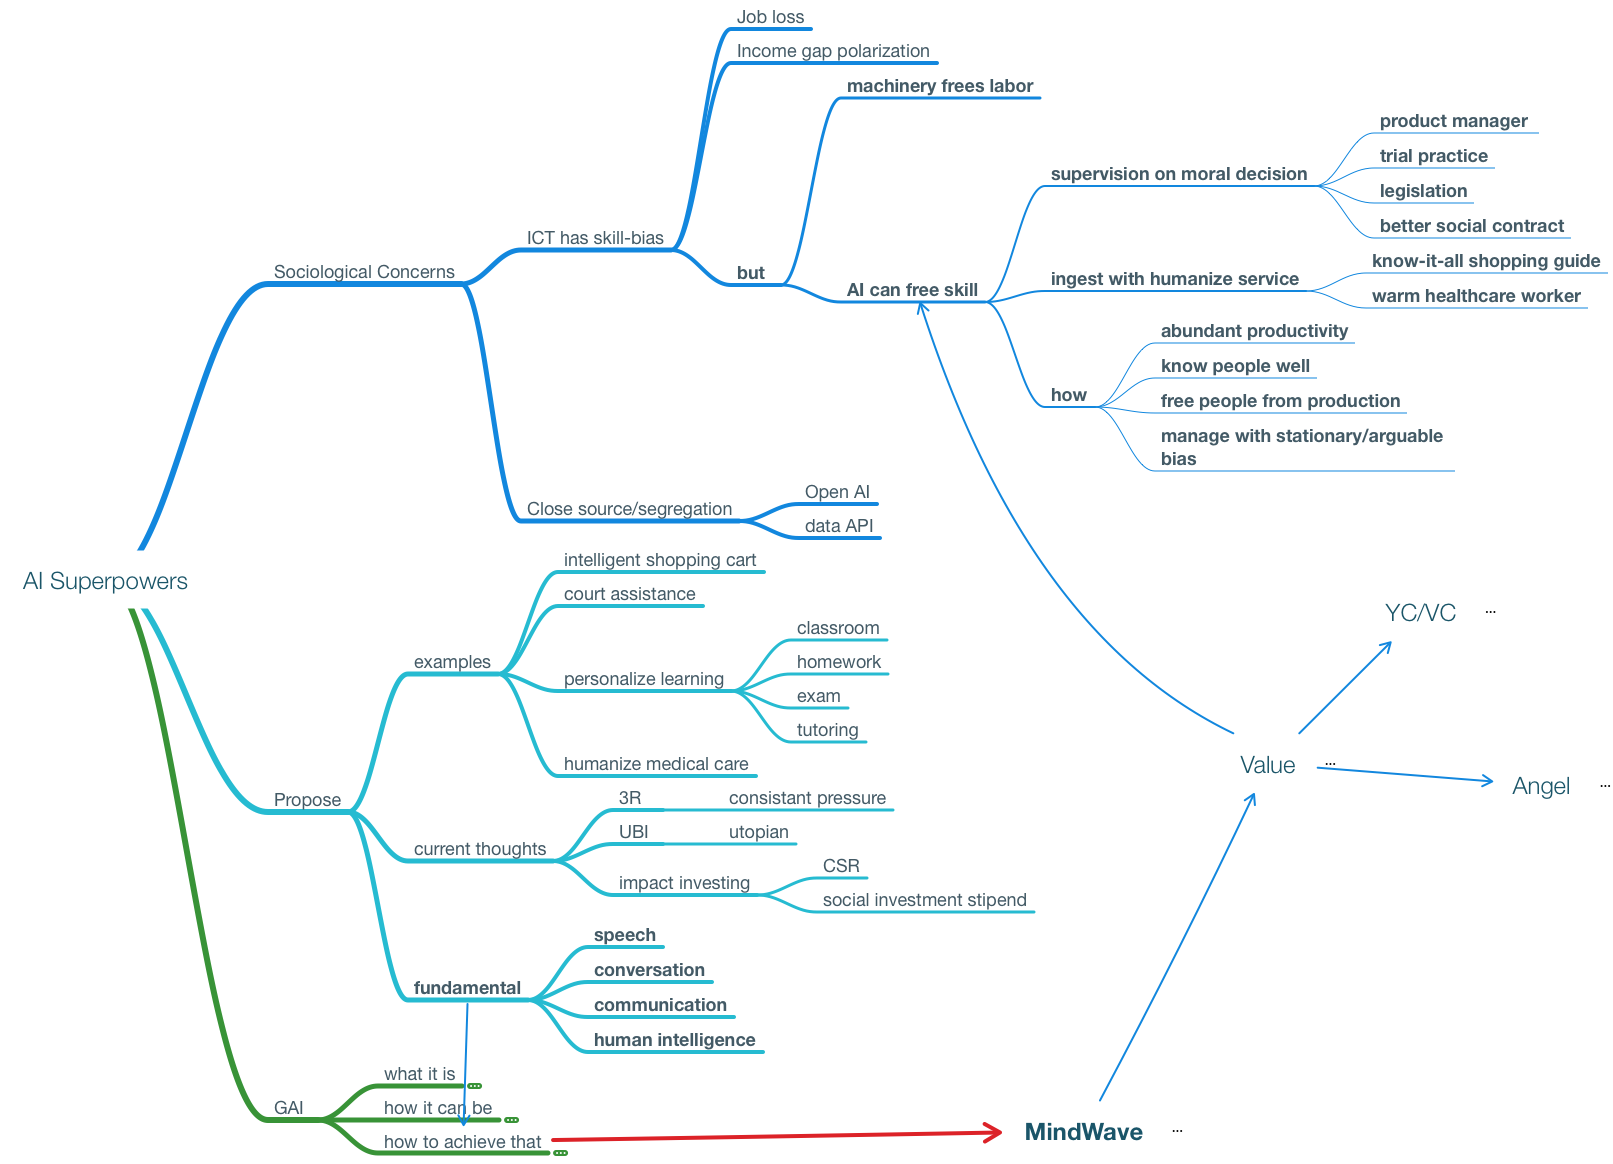 AI Superpowers
Sociological Concerns
ICT has skill-bias
Job loss
Income gap polarization
but
machinery frees labor
AI can free skill
supervision on moral decision
product manager
trial practice
legislation
better social contract
ingest with humanize service
know-it-all shopping guide
warm healthcare worker
how
abundant productivity
know people well
free people from production
manage with stationary/arguable
bias
Close source/segregation
Open AI
data API
Propose
examples
intelligent shopping cart
court assistance
personalize learning
classroom
homework
exam
tutoring
humanize medical care
current thoughts
3R
consistant pressure
UBI
utopian
impact investing
CSR
social investment stipend
fundamental
speech
conversation
communication
human intelligence
GAI
what it is
how it can be
how to achieve that
MindWave ...
Value ...
YC/VC ...
Angel ...